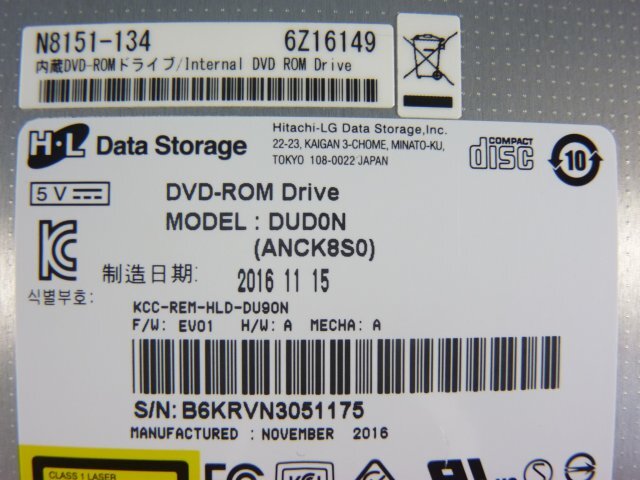 N8151-134 6Z16149
内蔵DVD-ROMドライブ/Internal DVD ROM Drive
H·L Data Storage
Hitachi-LG Data Storage,Inc.
22-23, KAIGAN 3-CHOME, MINATO-KU,
TOKYO 108-0022 JAPAN
COMPACT
disc
10
5 V
DVD-ROM Drive
MODEL : DUD0N
(ANCK8S0)
制造日期: 2016 11 15
식별부호:
KCC-REM-HLD-DU90N
F/W: EV01 H/W: A MECHA: A
S/N: B6KRVN3051175
MANUFACTURED : NOVEMBER 2016
CLASS 1 LASER